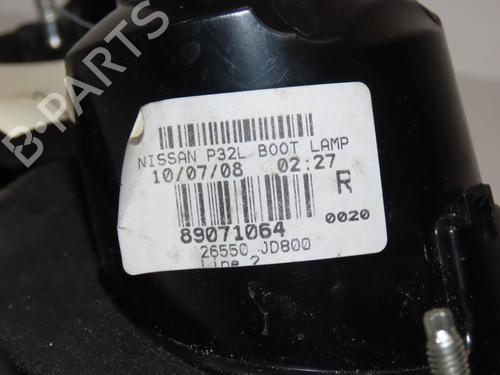 NISSAN P32L BOOT LAMP
10/07/08 02:27
R
89071064 0020
26550 JD800
Line 2
B-PARTS